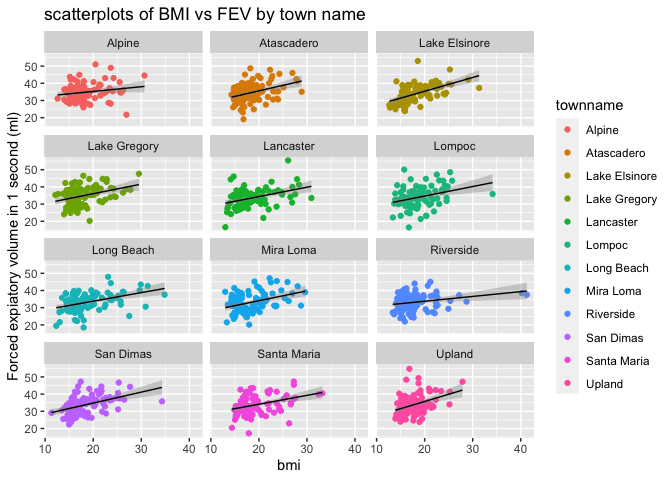 scatterplots of BMI vs FEV by town name
Forced expiatory volume in 1 second (ml)
Alpine Atascadero Lake Elsinore
50
40
30
20
Lake Gregory Lancaster Lompoc
50
40
30
20
Long Beach Mira Loma Riverside
50
40
30
20
San Dimas Santa Maria Upland
50
40
30
20
10 20 30 40 10 20 30 40 10 20 30 40
bmi
townname
Alpine
Atascadero
Lake Elsinore
Lake Gregory
Lancaster
Lompoc
Long Beach
Mira Loma
Riverside
San Dimas
Santa Maria
Upland